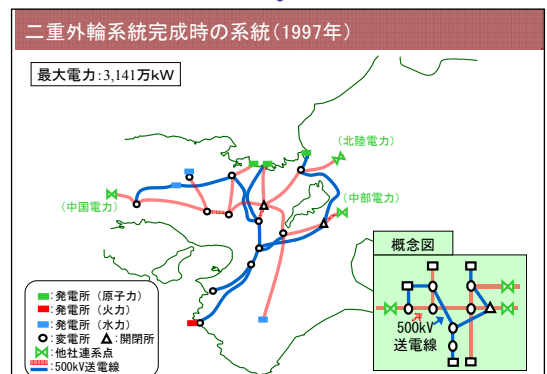 二重外輪系統完成時の系統(1997年)
最大電力:3,141万kW
(北陸電力)
(中国電力)
(中部電力)
概念図
500kV
送電線
:発電所(原子力)
:発電所(火力)
:発電所(水力)
:変電所 :開閉所
:他社連系点
:500kV送電線